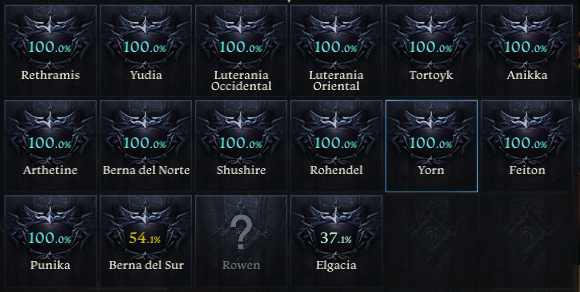 100.0% 100.0% 100.0% 100.0% 100.0% 100.0%
Rethramis Yudia Luterania Occidental Luterania Oriental Tortoyk Anikka
100.0% 100.0% 100.0% 100.0% 100.0% 100.0%
Arthetine Berna del Norte Shushire Rohendel Yorn Feiton
100.0% 54.1% ? 37.1%
Punika Berna del Sur Rowen Elgacia